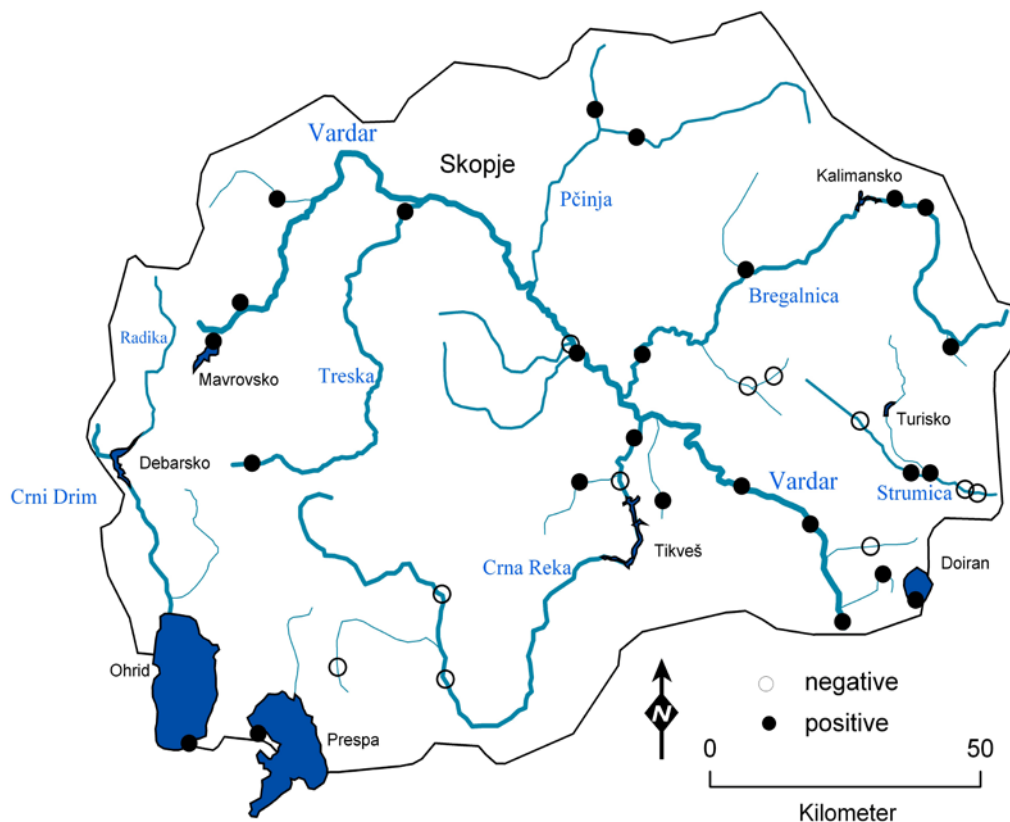 Vardar
Skopje
Kalimansko
Pčinja
Bregalnica
Radika
Mavrovsko
Treska
Turisko
Debarsko
Crni Drim
Vardar
Strumica
Tikveš
Crna Reka
Doiran
Ohrid
Prespa
N
negative
positive
0 50
Kilometer